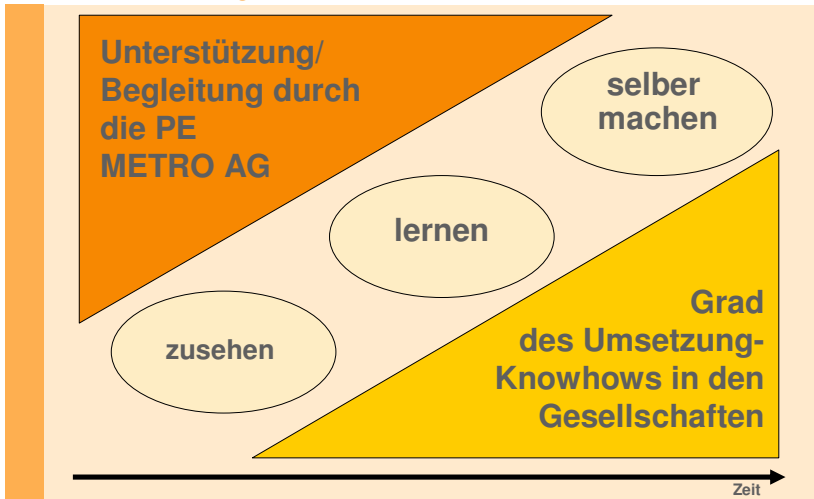 Unterstützung/
Begleitung durch
die PE
METRO AG
selber
machen
lernen
zusehen
Grad
des Umsetzung-
Knowhows in den
Gesellschaften
Zeit